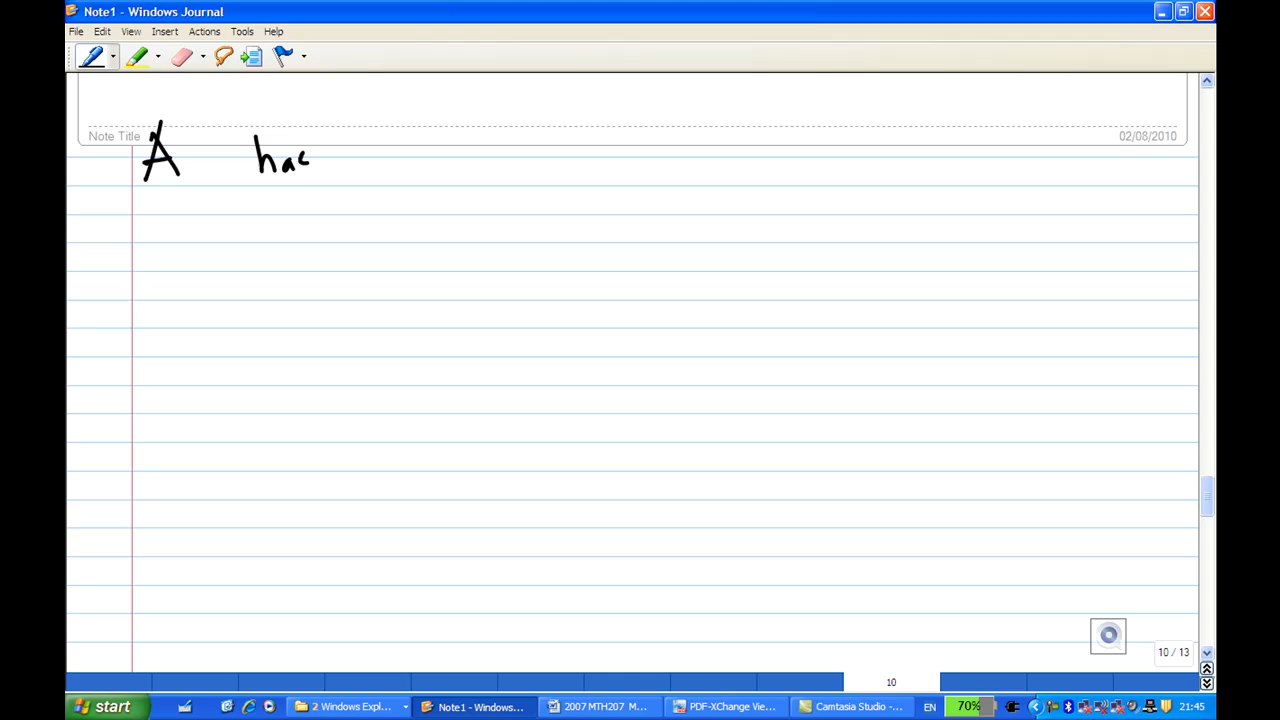 Note1 - Windows Journal
File Edit View Insert Actions Tools Help
Note Title
02/08/2010
A hac
10 / 13
10
start
2 Windows Expl...
Note1 - Windows...
2007 MTH207 M...
PDF-XChange Vie...
Camtasia Studio -...
EN
70%
21:45